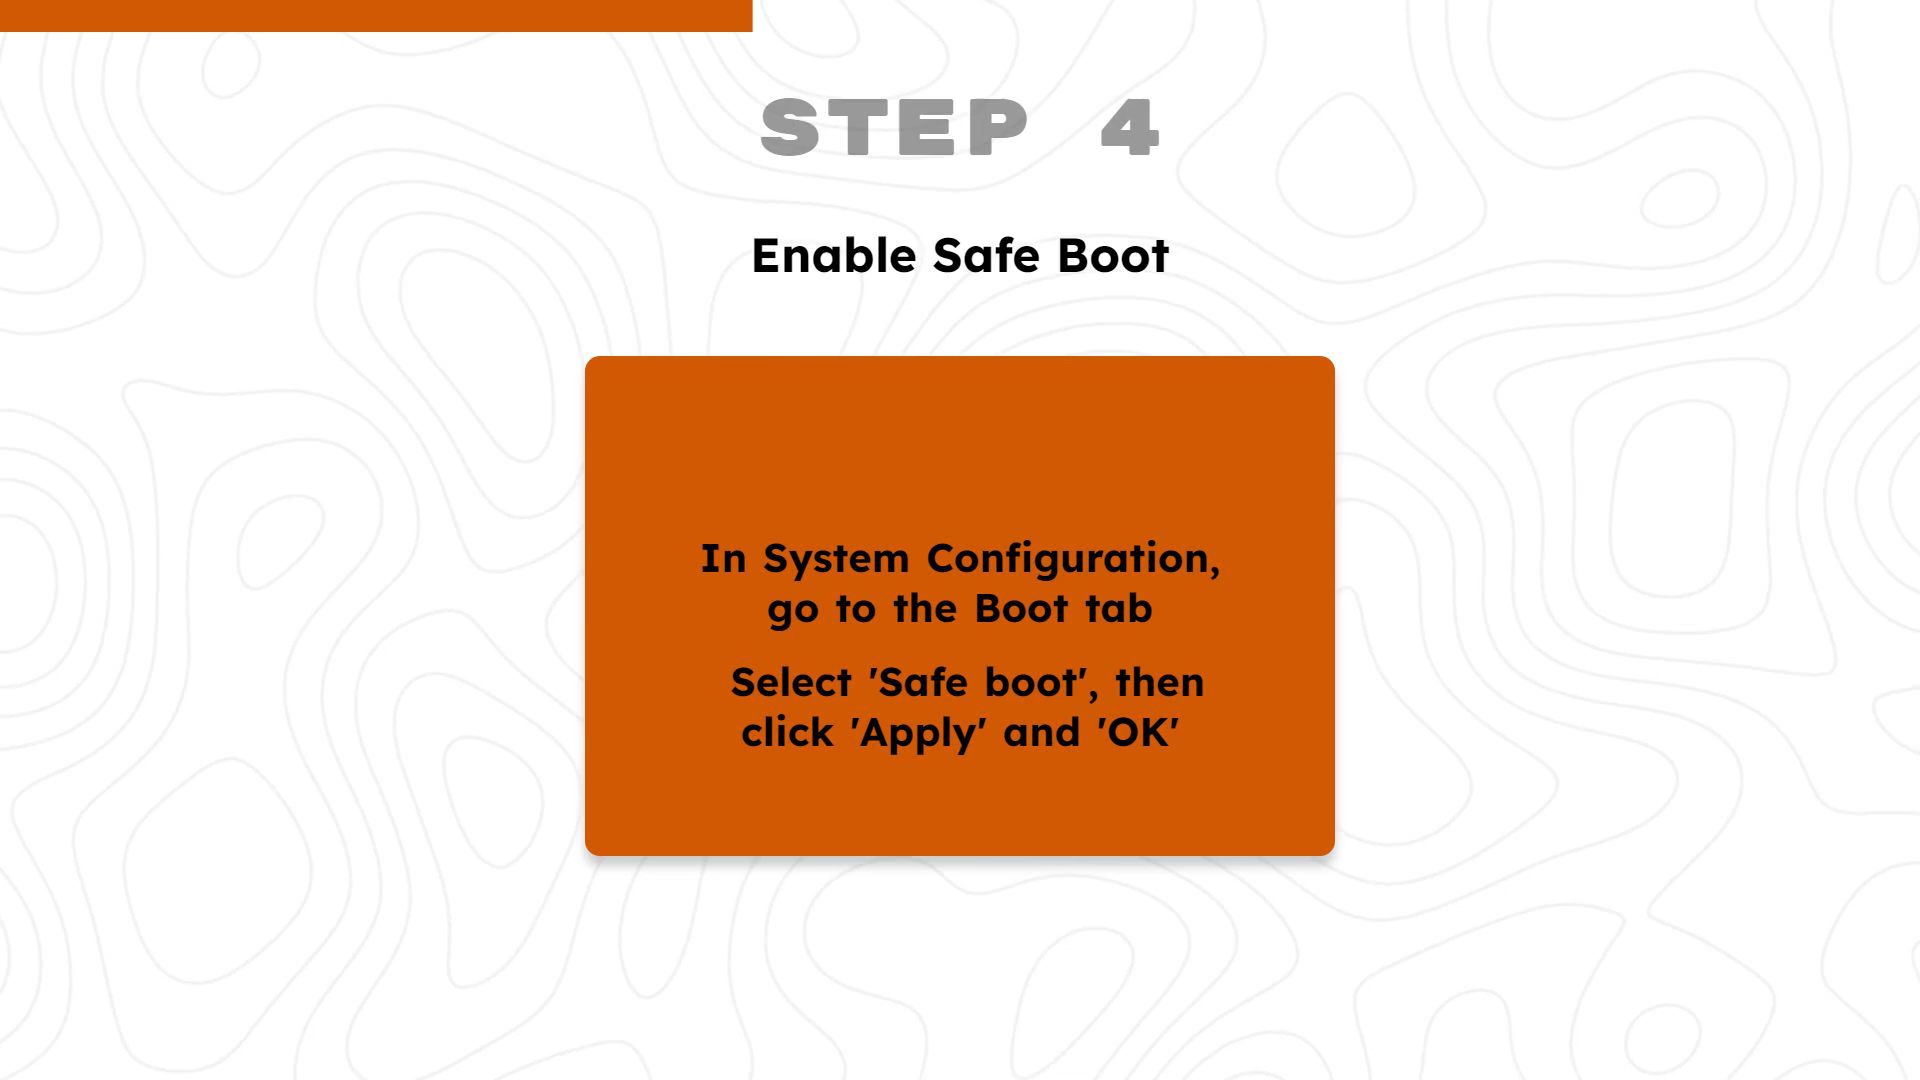 STEP 4
Enable Safe Boot
In System Configuration,
go to the Boot tab
Select 'Safe boot', then
click 'Apply' and 'OK'